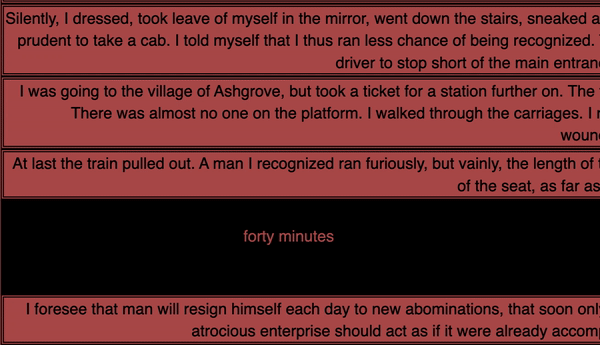 Silently, I dressed, took leave of myself in the mirror, went down the stairs, sneaked a
prudent to take a cab. I told myself that I thus ran less chance of being recognized.
driver to stop short of the main entran
I was going to the village of Ashgrove, but took a ticket for a station further on. The
There was almost no one on the platform. I walked through the carriages. I
woun
At last the train pulled out. A man I recognized ran furiously, but vainly, the length of
of the seat, as far as
forty minutes
I foresee that man will resign himself each day to new abominations, that soon only
atrocious enterprise should act as if it were already accom